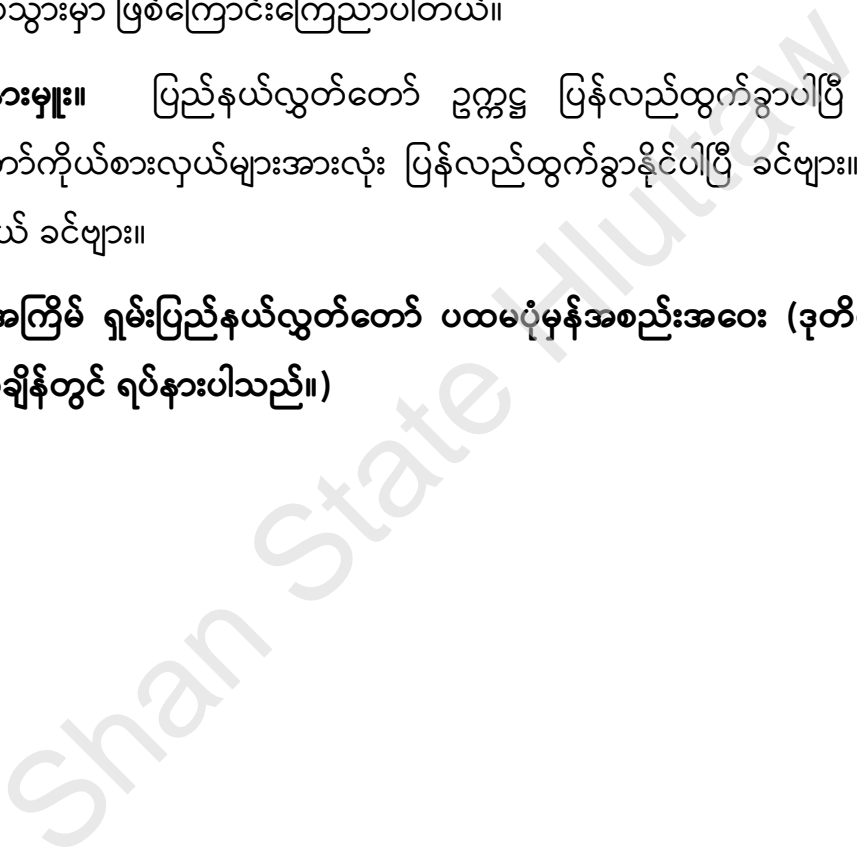 သွားမှာ ဖြစ်ကြောင်းကြေညာပါတယ်။
နားမှူး။ ပြည်နယ်လွှတ်တော် ဥက္ကဋ္ဌ ပြန်လည်ထွက်ခွာပါပြီ
တာ်ကိုယ်စားလှယ်များအားလုံး ပြန်လည်ထွက်ခွာနိုင်ပါပြီ ခင်ဗျား။
ယ် ခင်ဗျား။
အကြိမ် ရှမ်းပြည်နယ်လွှတ်တော် ပထမပုံမှန်အစည်းအဝေး (ဒုတိ
ချိန်တွင် ရပ်နားပါသည်။)
Shan State Hluttaw